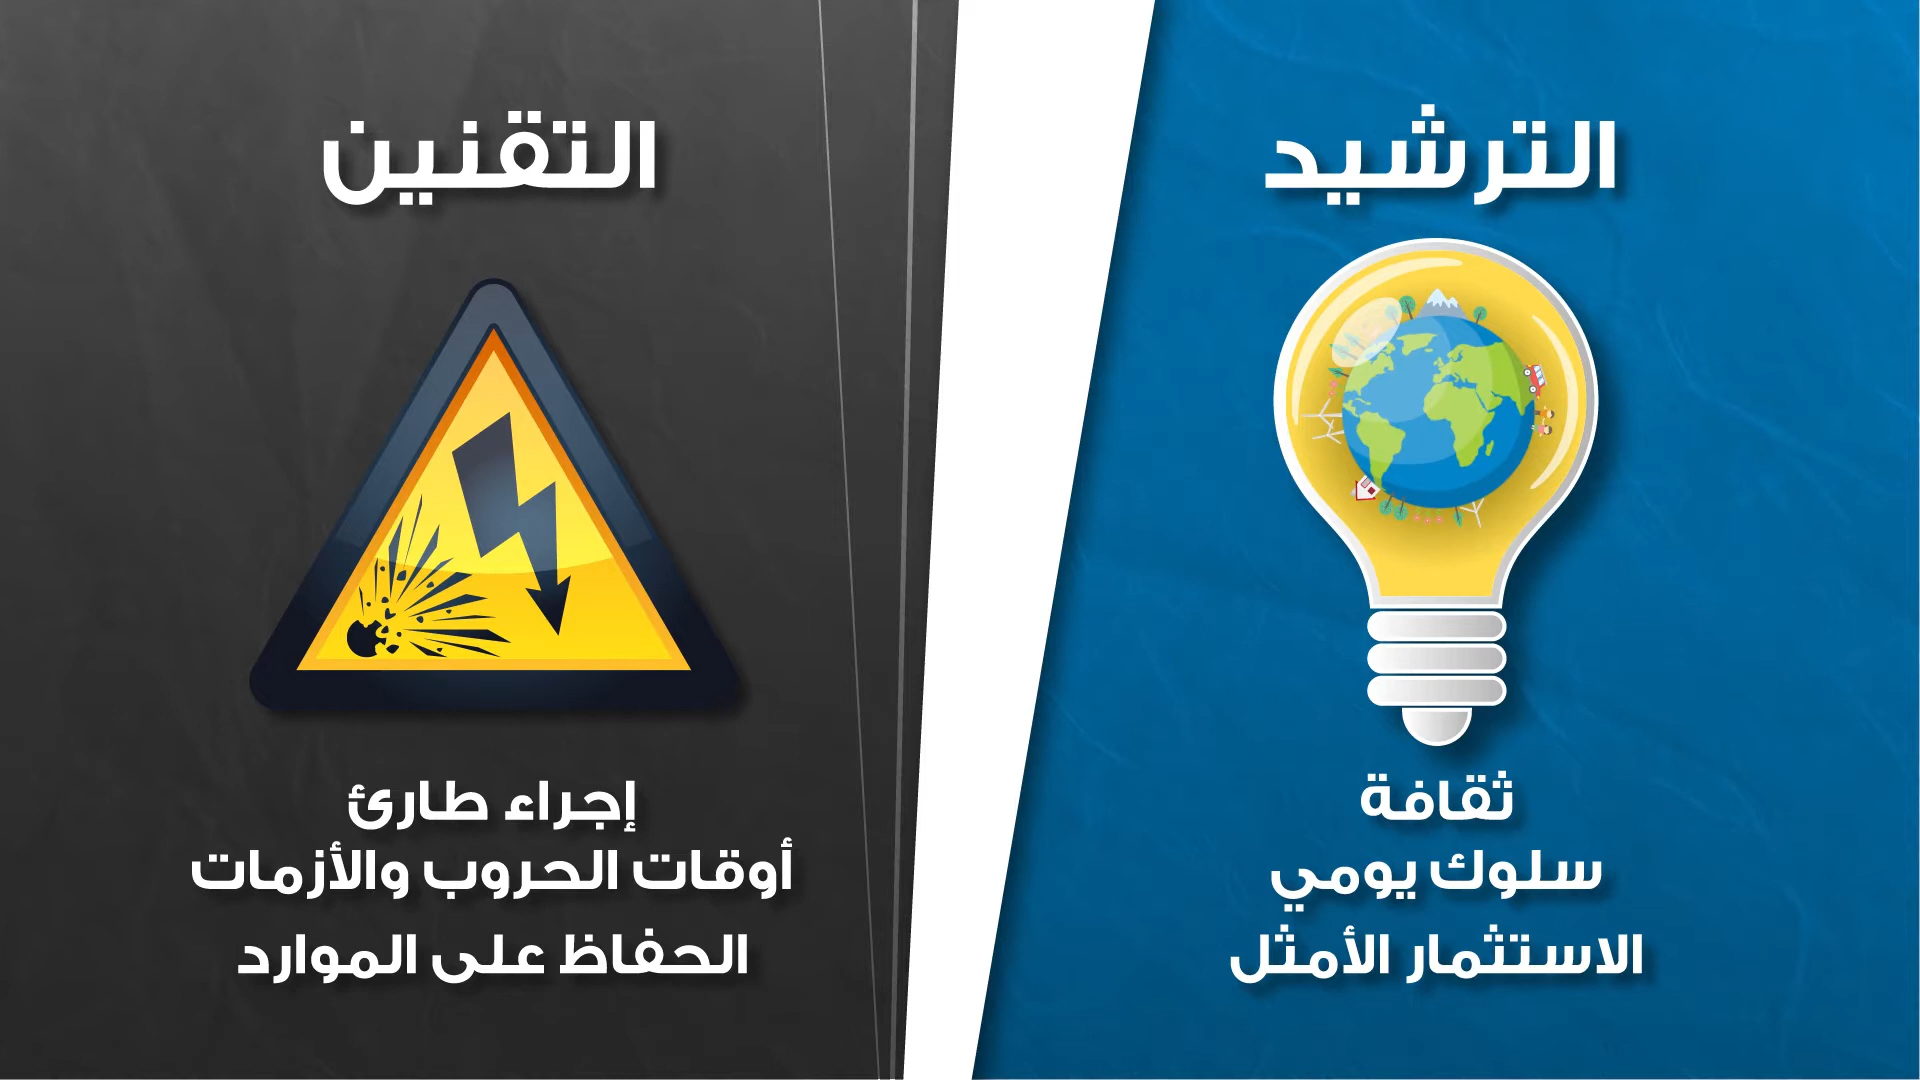 الترشيد
ثقافة
سلوك يومي
الاستثمار الأمثل
التقنين
إجراء طارئ
أوقات الحروب والأزمات
الحفاظ على الموارد